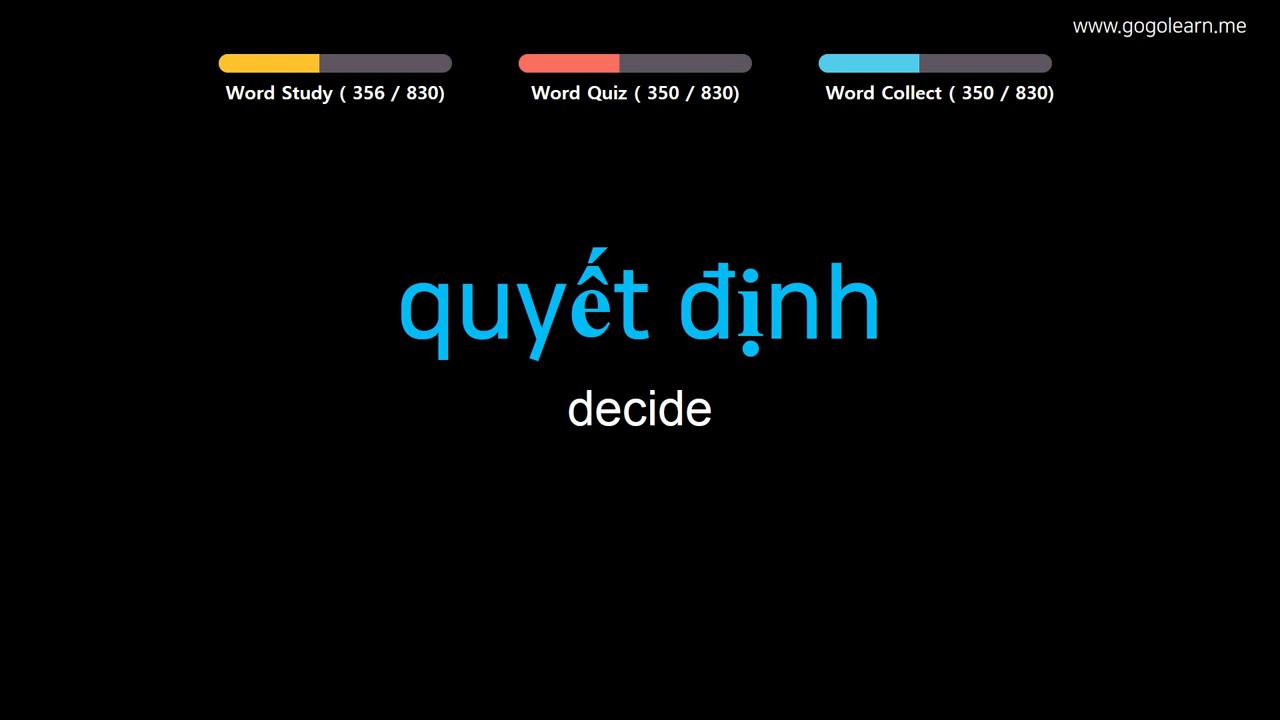 www.gogolearn.me
Word Study ( 356 / 830)
Word Quiz ( 350 / 830)
Word Collect ( 350 / 830)
quyết định
decide